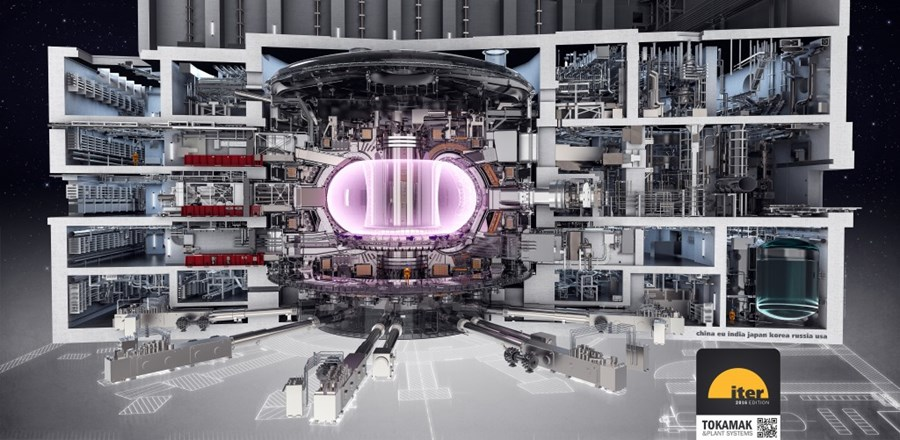 china eu india japan korea russia usa
iter
2016 EDITION
TOKAMAK
&PLANT SYSTEMS